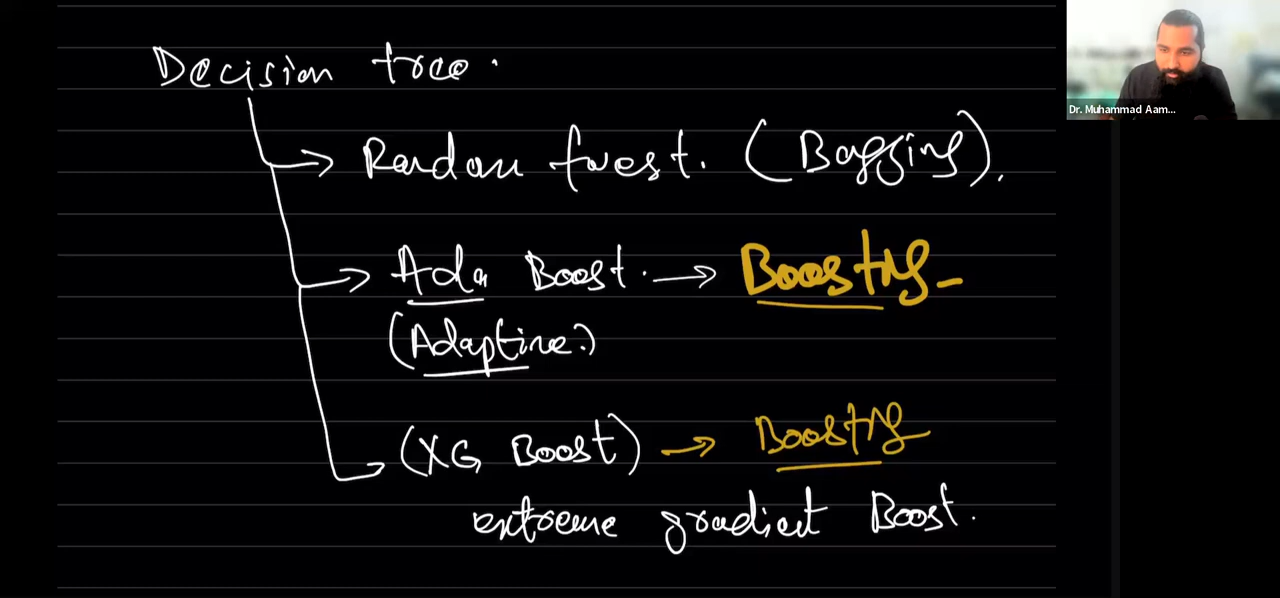 Decision tree.
Random forest. (Bagging).
Ada Boost. → Boosting
(Adaptive)
(XG Boost) → Boosting
extreme gradient Boost.
Dr. Muhammad Aam...